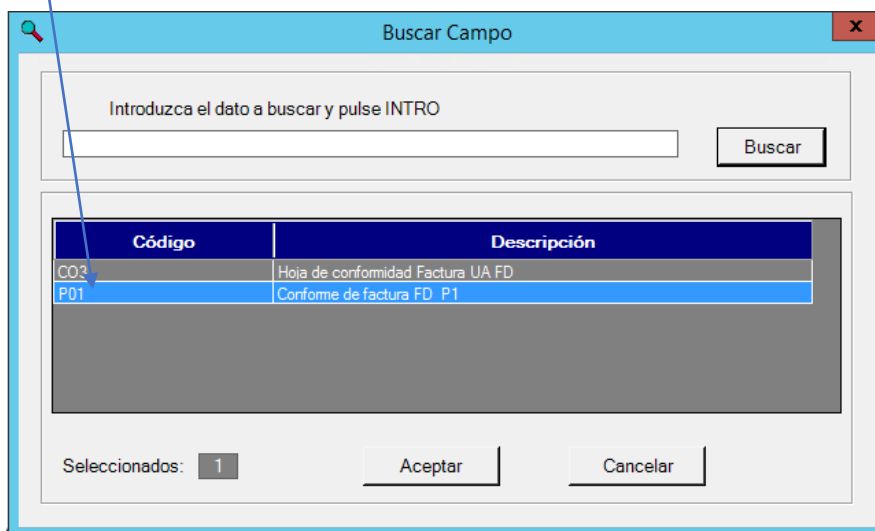 Buscar Campo
x
Introduzca el dato a buscar y pulse INTRO
Buscar
Código Descripción
CO3 Hoja de conformidad Factura UA FD
P01 Conforme de factura FD P1
Seleccionados: 1 Aceptar Cancelar